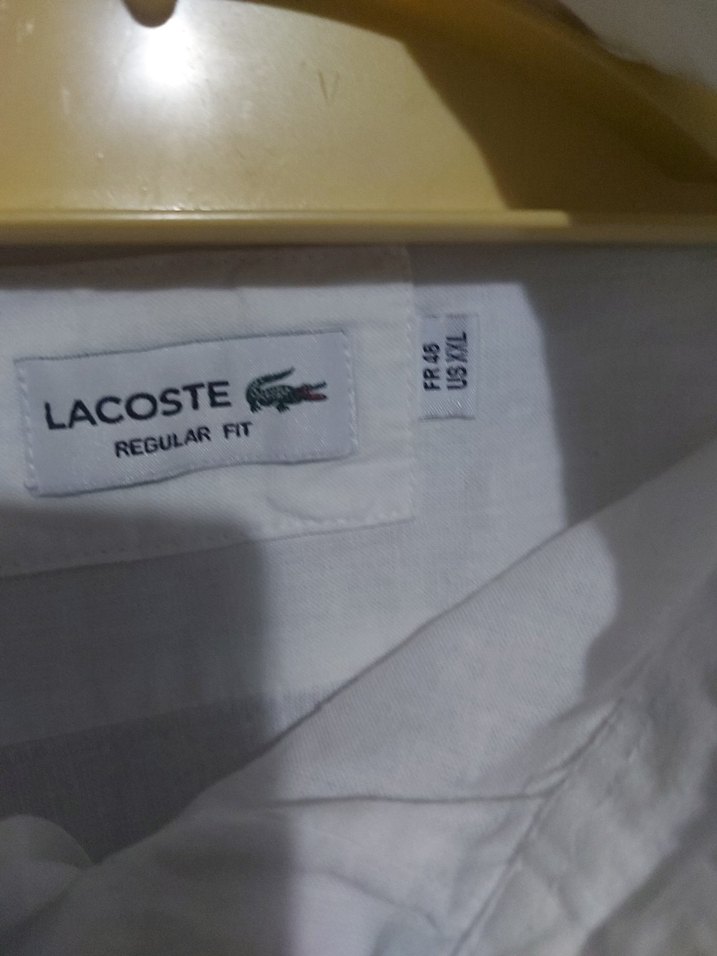 LACOSTE
REGULAR FIT
FR 46
US XXL